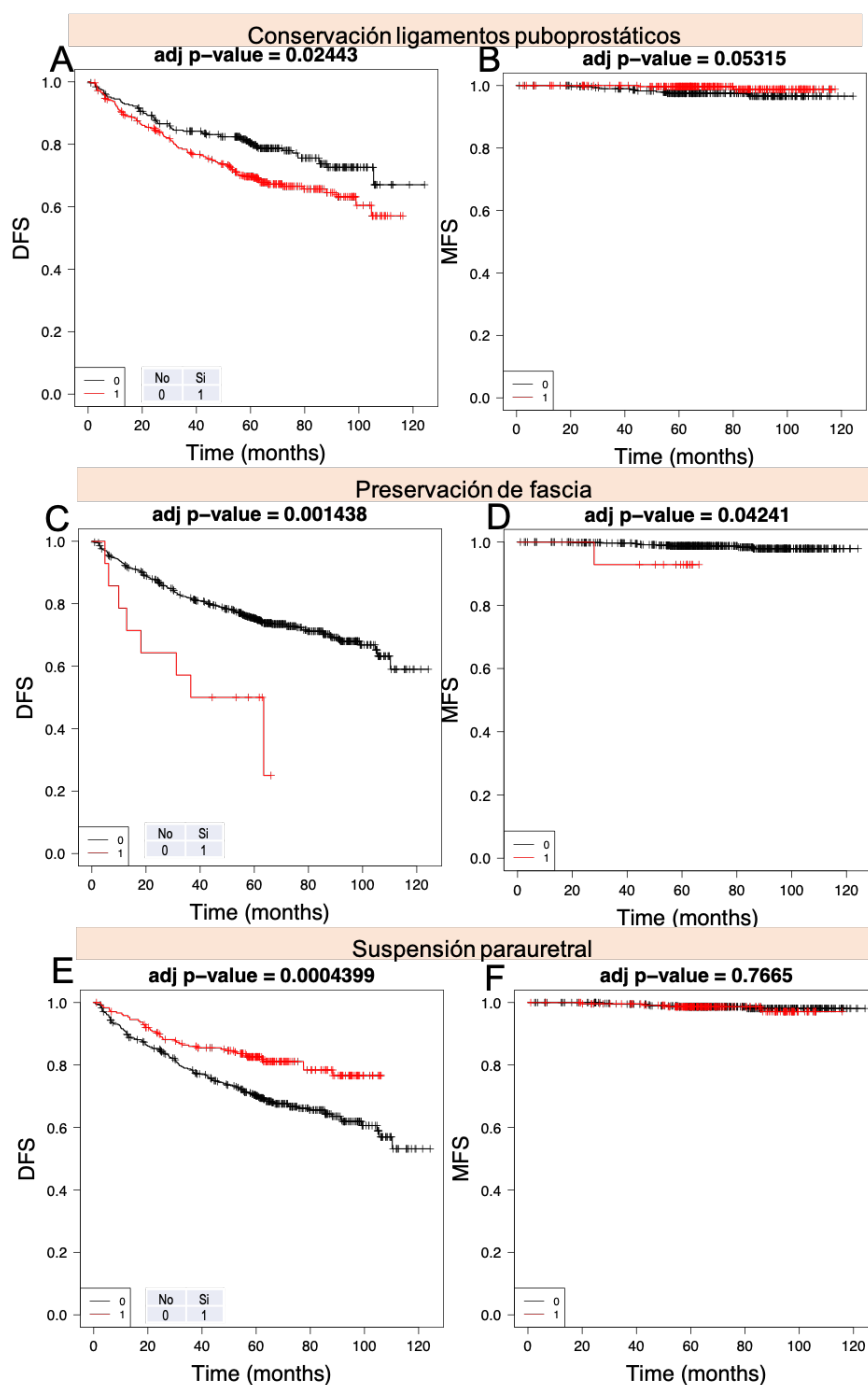 Conservación ligamentos puboprostáticos
A
adj p−value = 0.02443
DFS
1.0
0.8
0.6
0.4
0.2
0.0
0
1
No Si
0 1
0 20 40 60 80 100 120
Time (months)
B
adj p−value = 0.05315
MFS
1.0
0.8
0.6
0.4
0.2
0.0
0
1
0 20 40 60 80 100 120
Time (months)
Preservación de fascia
C
adj p−value = 0.001438
DFS
1.0
0.8
0.6
0.4
0.2
0.0
0
1
No Si
0 1
0 20 40 60 80 100 120
Time (months)
D
adj p−value = 0.04241
MFS
1.0
0.8
0.6
0.4
0.2
0.0
0
1
0 20 40 60 80 100 120
Time (months)
Suspensión parauretral
E
adj p−value = 0.0004399
DFS
1.0
0.8
0.6
0.4
0.2
0.0
0
1
No Si
0 1
0 20 40 60 80 100 120
Time (months)
F
adj p−value = 0.7665
MFS
1.0
0.8
0.6
0.4
0.2
0.0
0
1
0 20 40 60 80 100 120
Time (months)